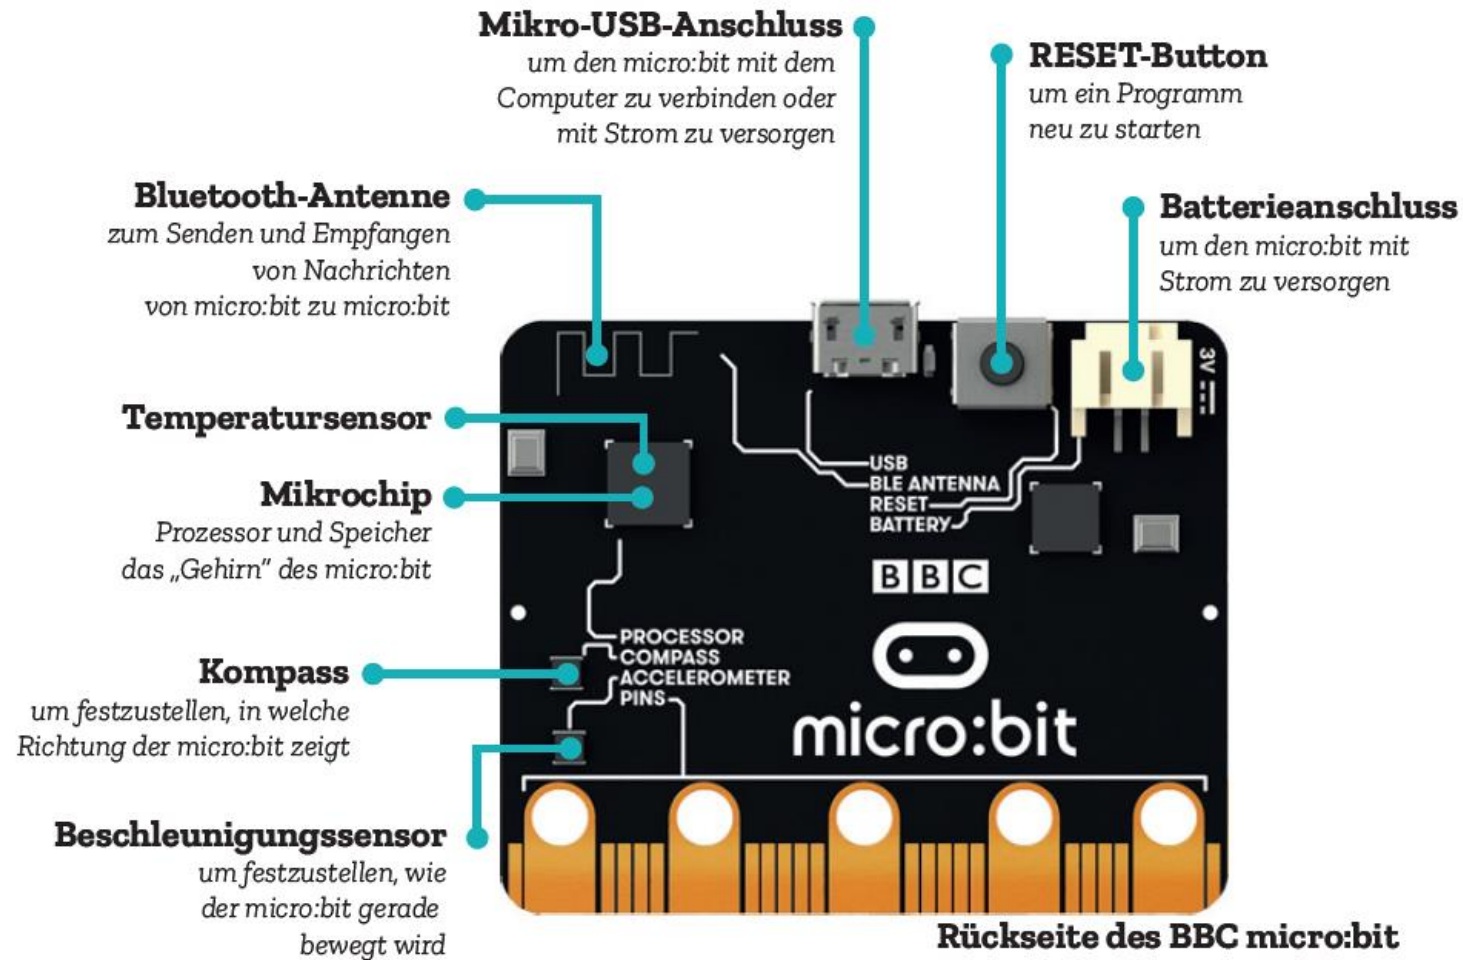 Mikro-USB-Anschluss
um den micro:bit mit dem
Computer zu verbinden oder
mit Strom zu versorgen
RESET-Button
um ein Programm
neu zu starten
Bluetooth-Antenne
zum Senden und Empfangen
von Nachrichten
von micro:bit zu micro:bit
Batterieanschluss
um den micro:bit mit
Strom zu versorgen
Temperatursensor
Mikrochip
Prozessor und Speicher
das „Gehirn” des micro:bit
Kompass
um festzustellen, in welche
Richtung der micro:bit zeigt
Beschleunigungssensor
um festzustellen, wie
der micro:bit gerade
bewegt wird
3V
USB
BLE ANTENNA
RESET
BATTERY
BBC
PROCESSOR
COMPASS
ACCELEROMETER
PINS
micro:bit
Rückseite des BBC micro:bit